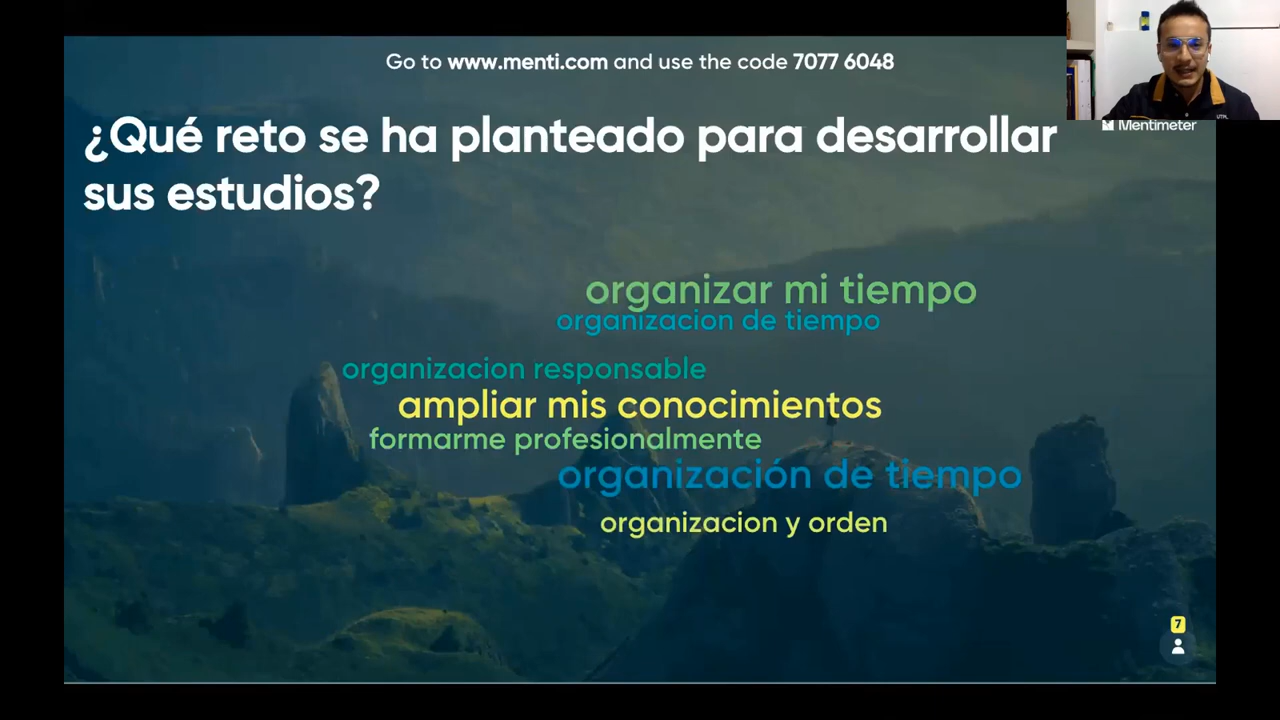 Go to www.menti.com and use the code 7077 6048
Mentimeter
¿Qué reto se ha planteado para desarrollar
sus estudios?
organizar mi tiempo
organizacion de tiempo
organizacion responsable
ampliar mis conocimientos
formarme profesionalmente
organización de tiempo
organizacion y orden
7